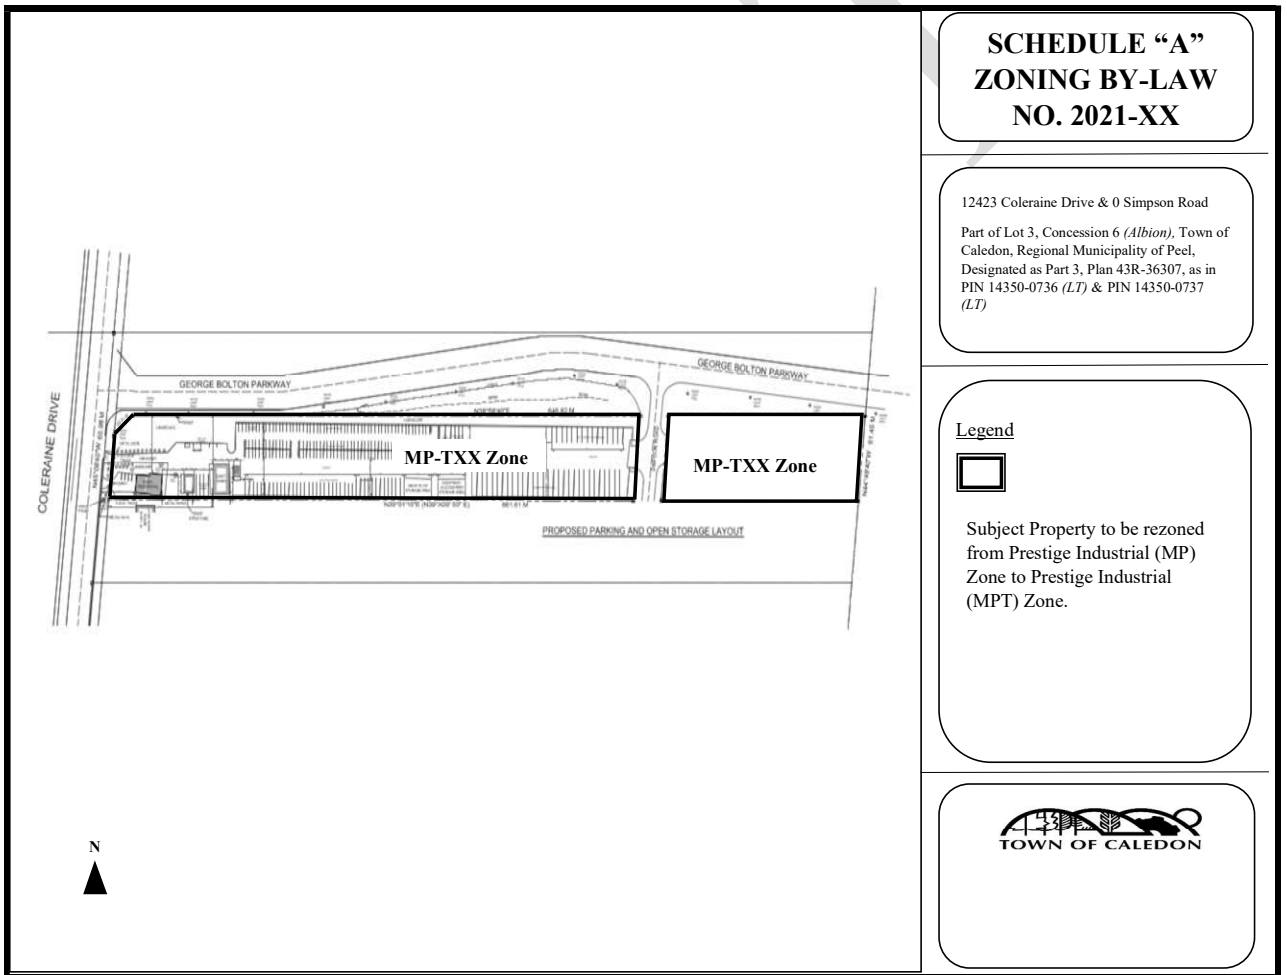 SCHEDULE “A”
ZONING BY-LAW
NO. 2021-XX
12423 Coleraine Drive & 0 Simpson Road
Part of Lot 3, Concession 6 (Albion), Town of
Caledon, Regional Municipality of Peel,
Designated as Part 3, Plan 43R-36307, as in
PIN 14350-0736 (LT) & PIN 14350-0737
(LT)
Legend
Subject Property to be rezoned
from Prestige Industrial (MP)
Zone to Prestige Industrial
(MPT) Zone.
TOWN OF CALEDON
GEORGE BOLTON PARKWAY
GEORGE BOLTON PARKWAY
COLERAINE DRIVE
MP-TXX Zone
MP-TXX Zone
PROPOSED PARKING AND OPEN STORAGE LAYOUT
N